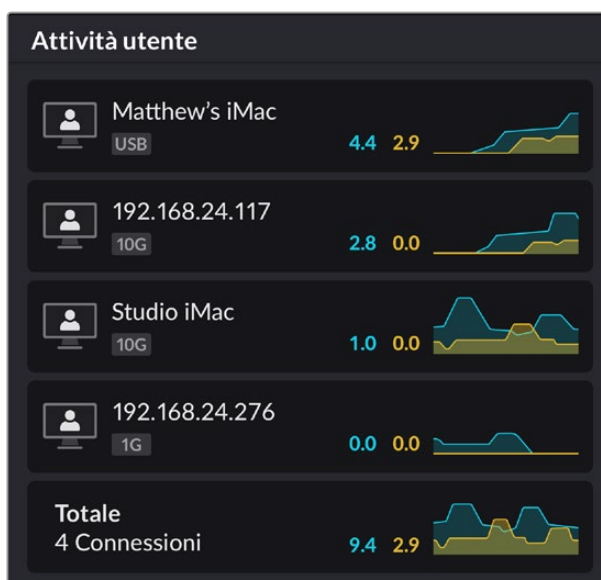 Attività utente
Matthew’s iMac
USB 4.4 2.9
192.168.24.117
10G 2.8 0.0
Studio iMac
10G 1.0 0.0
192.168.24.276
1G 0.0 0.0
Totale
4 Connessioni 9.4 2.9